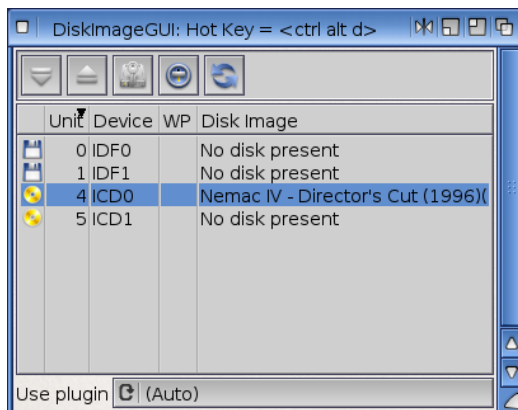 DiskImageGUI: Hot Key = <ctrl alt d>
Unit Device WP Disk Image
0 IDF0 No disk present
1 IDF1 No disk present
4 ICD0 Nemac IV - Director's Cut (1996)(
5 ICD1 No disk present
Use plugin (Auto)